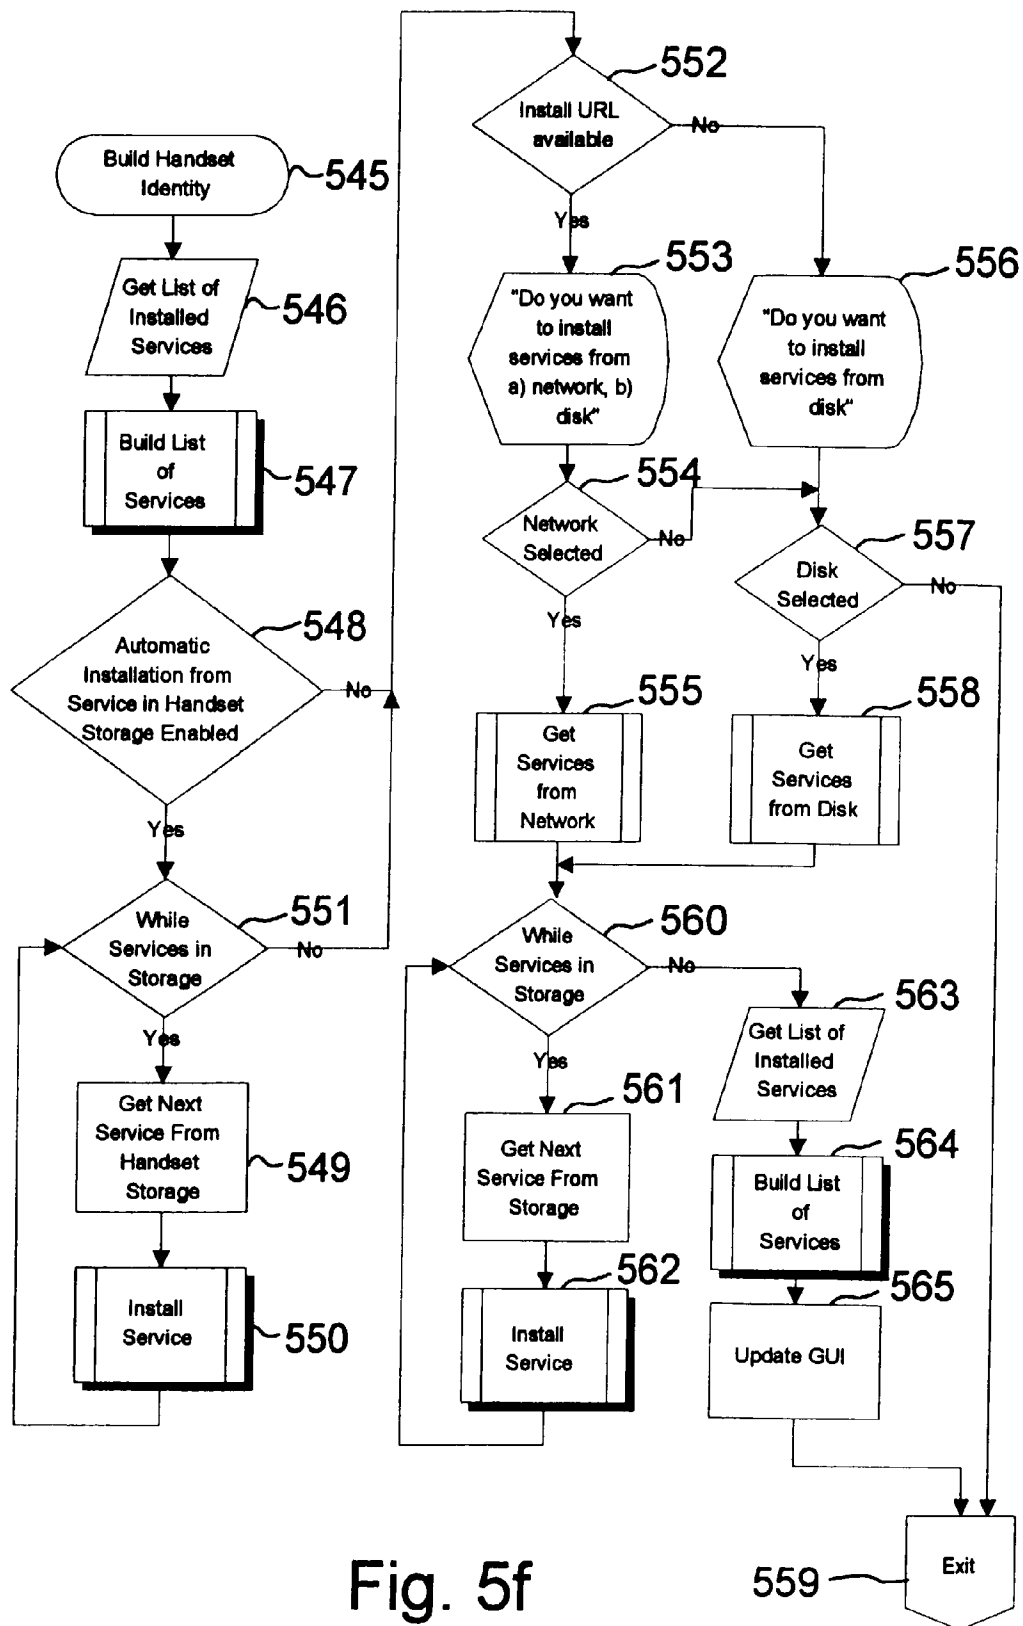 Build Handset
Identity
545
Get List of
Installed
Services
546
Build List
of
Services
547
Automatic
Installation from
Service in Handset
Storage Enabled
548
No
Yes
While
Services in
Storage
551
No
Yes
Get Next
Service From
Handset
Storage
549
Install
Service
550
Install URL
available
552
No
Yes
"Do you want
to install
services from
a) network, b)
disk"
553
"Do you want
to install
services from
disk"
556
Network
Selected
554
No
Yes
Disk
Selected
557
No
Yes
Get
Services
from
Network
555
Get
Services
from Disk
558
While
Services in
Storage
560
No
Yes
Get Next
Service From
Storage
561
Install
Service
562
Get List of
Installed
Services
563
Build List
of
Services
564
Update GUI
565
Exit
559
Fig. 5f